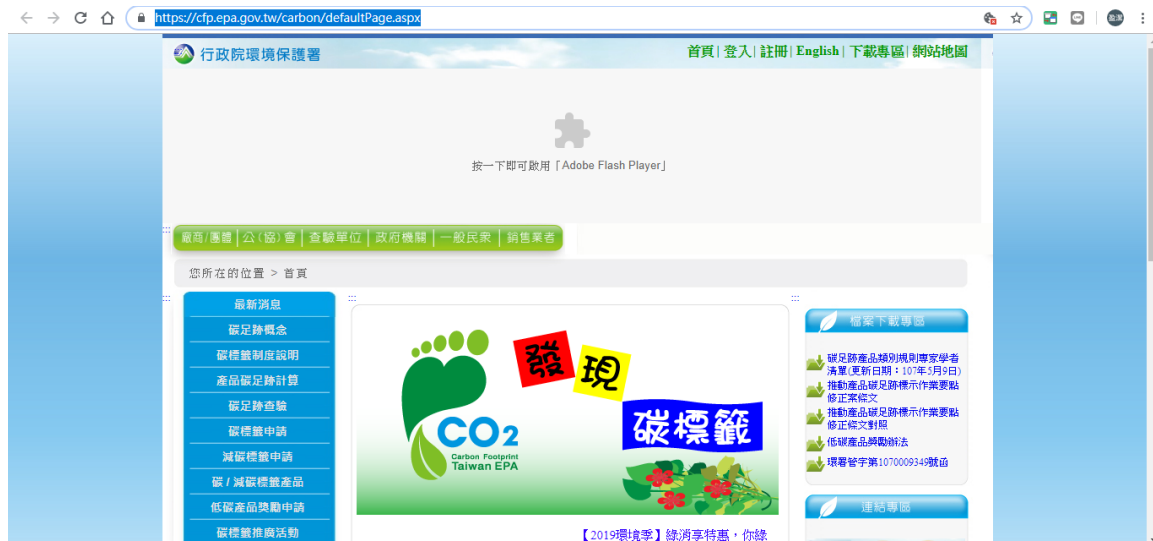 https://cfp.epa.gov.tw/carbon/defaultPage.aspx
行政院環境保護署
首頁| 登入| 註冊| English| 下載專區| 網站地圖
按一下即可啟用「Adobe Flash Player」
:::
廠商/團體 | 公(協)會 | 查驗單位 | 政府機關 | 一般民眾 | 銷售業者
您所在的位置 > 首頁
:::
最新消息
碳足跡概念
碳標籤制度說明
產品碳足跡計算
碳足跡查驗
碳標籤申請
減碳標籤申請
碳 / 減碳標籤產品
低碳產品獎勵申請
碳標籤推廣活動
:::
發現
碳標籤
CO2
Carbon Footprint
Taiwan EPA
【2019環境季】綠消享特惠，你綠
:::
檔案下載專區
碳足跡產品類別規則專家學者
清單(更新日期：107年5月9日)
推動產品碳足跡標示作業要點
修正案條文
推動產品碳足跡標示作業要點
修正條文對照
低碳產品獎勵辦法
環署管字第1070009349號函
連結專區